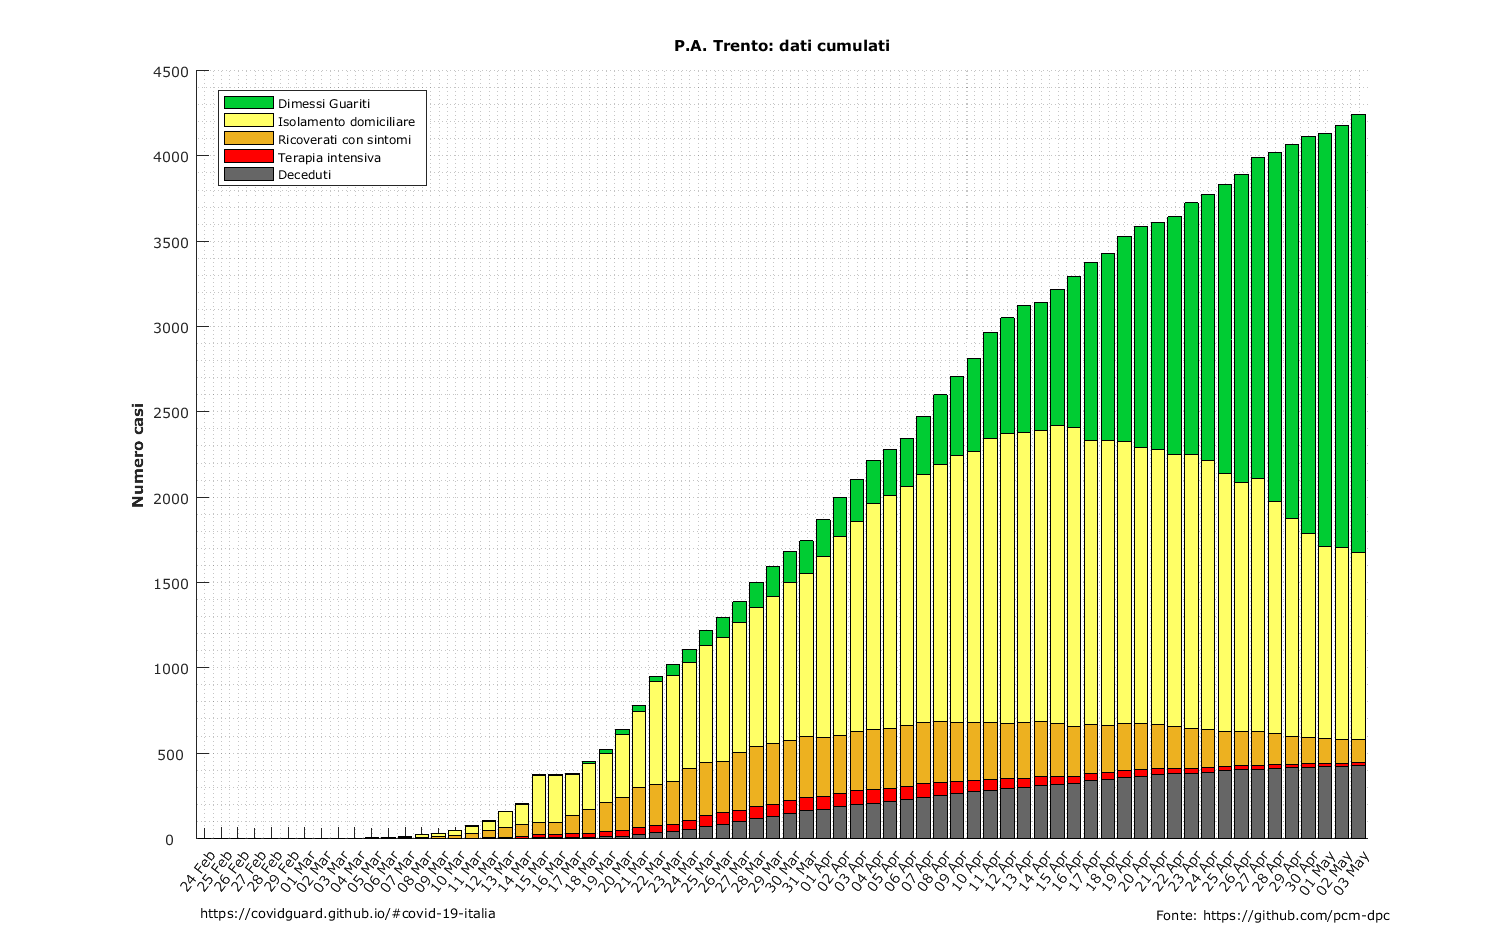 P.A. Trento: dati cumulati
4500
4000
3500
3000
2500
2000
1500
1000
500
0
Numero casi
Dimessi Guariti
Isolamento domiciliare
Ricoverati con sintomi
Terapia intensiva
Deceduti
24 Feb
25 Feb
26 Feb
27 Feb
28 Feb
29 Feb
01 Mar
02 Mar
03 Mar
04 Mar
05 Mar
06 Mar
07 Mar
08 Mar
09 Mar
10 Mar
11 Mar
12 Mar
13 Mar
14 Mar
15 Mar
16 Mar
17 Mar
18 Mar
19 Mar
20 Mar
21 Mar
22 Mar
23 Mar
24 Mar
25 Mar
26 Mar
27 Mar
28 Mar
29 Mar
30 Mar
31 Mar
01 Apr
02 Apr
03 Apr
04 Apr
05 Apr
06 Apr
07 Apr
08 Apr
09 Apr
10 Apr
11 Apr
12 Apr
13 Apr
14 Apr
15 Apr
16 Apr
17 Apr
18 Apr
19 Apr
20 Apr
21 Apr
22 Apr
23 Apr
24 Apr
25 Apr
26 Apr
27 Apr
28 Apr
29 Apr
30 Apr
01 May
02 May
03 May
https://covidguard.github.io/#covid-19-italia
Fonte: https://github.com/pcm-dpc